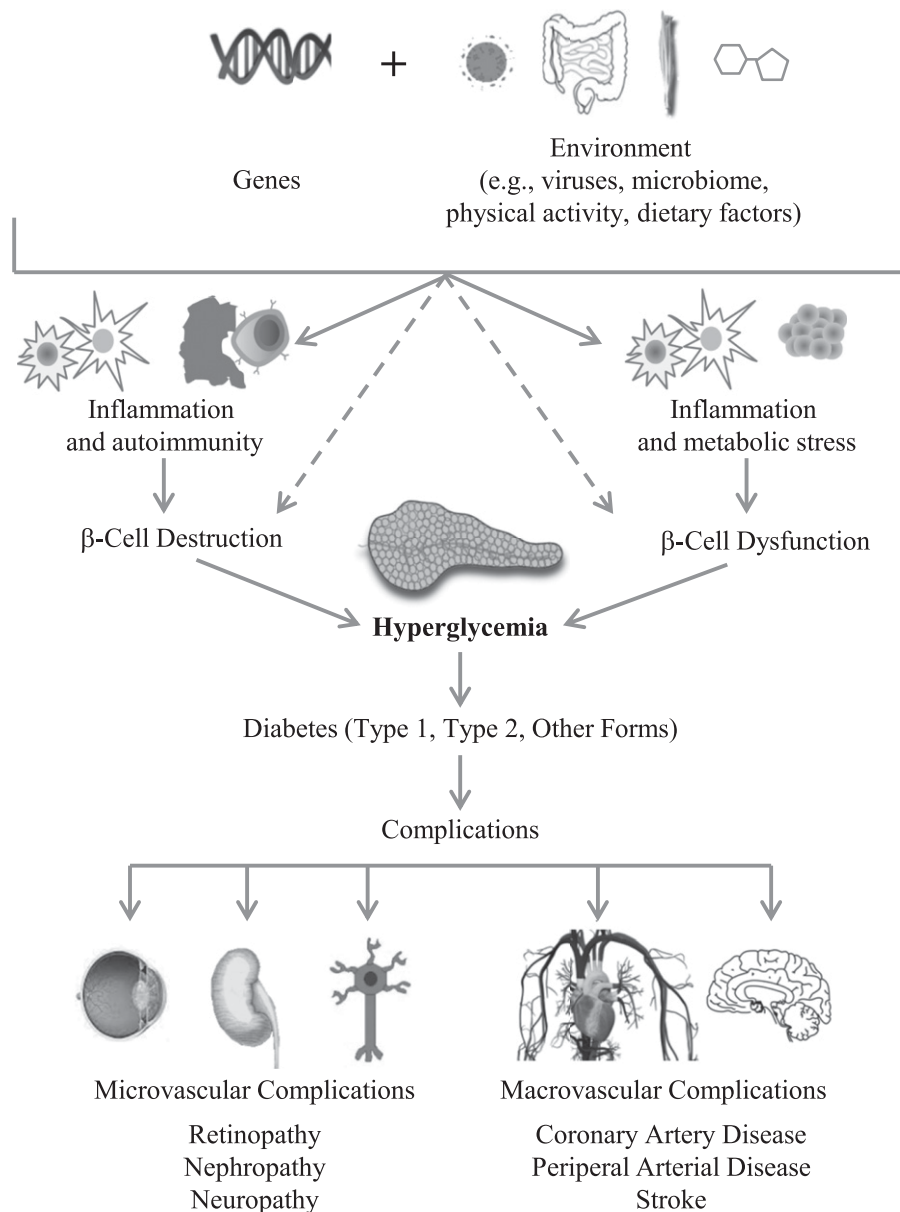 +
Genes
Environment
(e.g., viruses, microbiome,
physical activity, dietary factors)
Inflammation
and autoimmunity
Inflammation
and metabolic stress
β-Cell Destruction
β-Cell Dysfunction
Hyperglycemia
Diabetes (Type 1, Type 2, Other Forms)
Complications
Microvascular Complications
Retinopathy
Nephropathy
Neuropathy
Macrovascular Complications
Coronary Artery Disease
Periperal Arterial Disease
Stroke